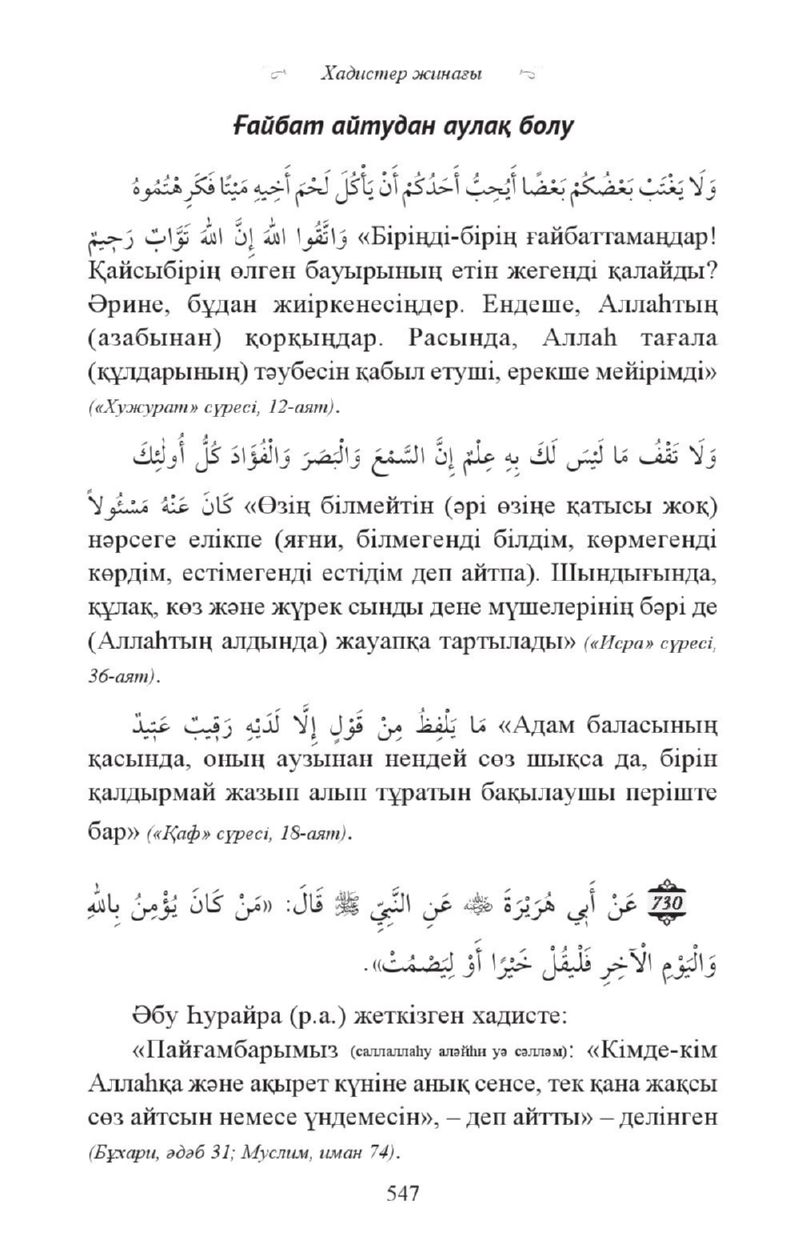 Хадистер жинағы
Ғайбат айтудан аулақ болу
وَلَا يَغْتَبْ بَعْضُكُمْ بَعْضًا أَيُحِبُّ أَحَدُكُمْ أَنْ يَأْكُلَ لَحْمَ أَخِيهِ مَيْتًا فَكَرِهْتُمُوهُ
وَاتَّقُوا اللهَ إِنَّ اللهَ تَوَّابٌ رَحِيمٌ «Біріңді-бірің ғайбаттамаңдар!
Қайсыбірің өлген бауырының етін жегенді қалайды?
Әрине, бұдан жиіркенесіңдер. Ендеше, Аллаһтың
(азабынан) қорқыңдар. Расында, Аллаһ тағала
(құлдарының) тәубесін қабыл етуші, ерекше мейірімді»
(«Хужурат» сүресі, 12-аят).
وَلَا تَقْفُ مَا لَيْسَ لَكَ بِهِ عِلْمٌ إِنَّ السَّمْعَ وَالْبَصَرَ وَالْفُؤَادَ كُلُّ أُولٰئِكَ
كَانَ عَنْهُ مَسْئُولاً «Өзің білмейтін (әрі өзіңе қатысы жоқ)
нәрсеге елікпе (яғни, білмегенді білдім, көрмегенді
көрдім, естімегенді естідім деп айтпа). Шындығында,
құлақ, көз және жүрек сынды дене мүшелерінің бәрі де
(Аллаһтың алдында) жауапқа тартылады» («Исра» сүресі,
36-аят).
مَا يَلْفِظُ مِنْ قَوْلٍ إِلَّا لَدَيْهِ رَقِيبٌ عَتِيدٌ «Адам баласының
қасында, оның аузынан нендей сөз шықса да, бірін
қалдырмай жазып алып тұратын бақылаушы періште
бар» («Қаф» сүресі, 18-аят).
730 عَنْ أَبِي هُرَيْرَةَ ﷺ عَنِ النَّبِيِّ ﷺ قَالَ: «مَنْ كَانَ يُؤْمِنُ بِاللهِ
وَالْيَوْمِ الْآخِرِ فَلْيَقُلْ خَيْرًا أَوْ لِيَصْمُتْ».
Әбу Һурайра (р.а.) жеткізген хадисте:
«Пайғамбарымыз (саллаллаһу аләйһи уә сәлләм): «Кімде-кім
Аллаһқа және ақырет күніне анық сенсе, тек қана жақсы
сөз айтсын немесе үндемесін», – деп айтты» – делінген
(Бұхари, әдәб 31; Муслим, иман 74).
547